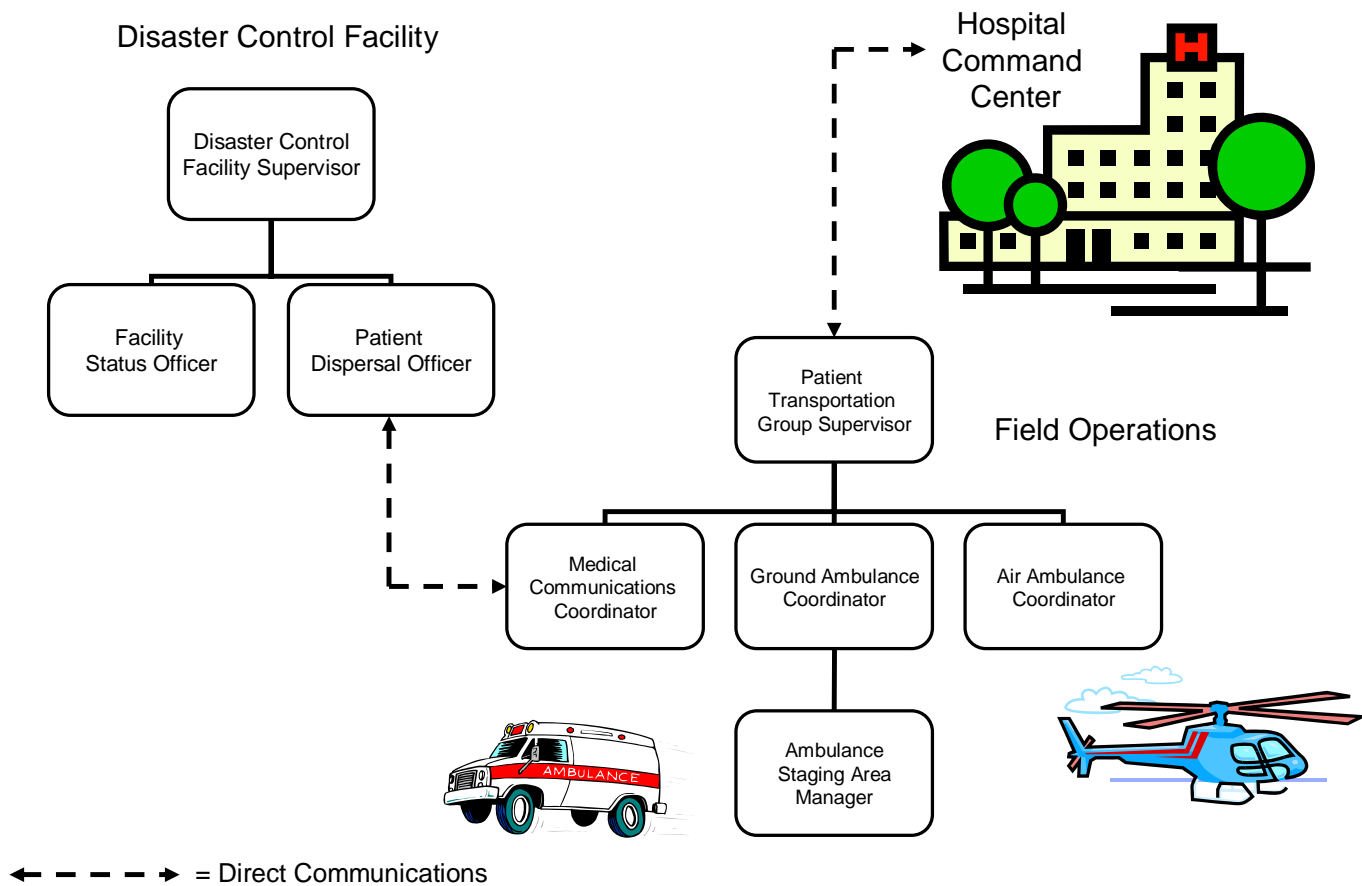 Disaster Control Facility
Hospital
Command
Center
H
Disaster Control
Facility Supervisor
Facility
Status Officer
Patient
Dispersal Officer
Patient
Transportation
Group Supervisor
Field Operations
Medical
Communications
Coordinator
Ground Ambulance
Coordinator
Air Ambulance
Coordinator
Ambulance
Staging Area
Manager
AMBULANCE
= Direct Communications